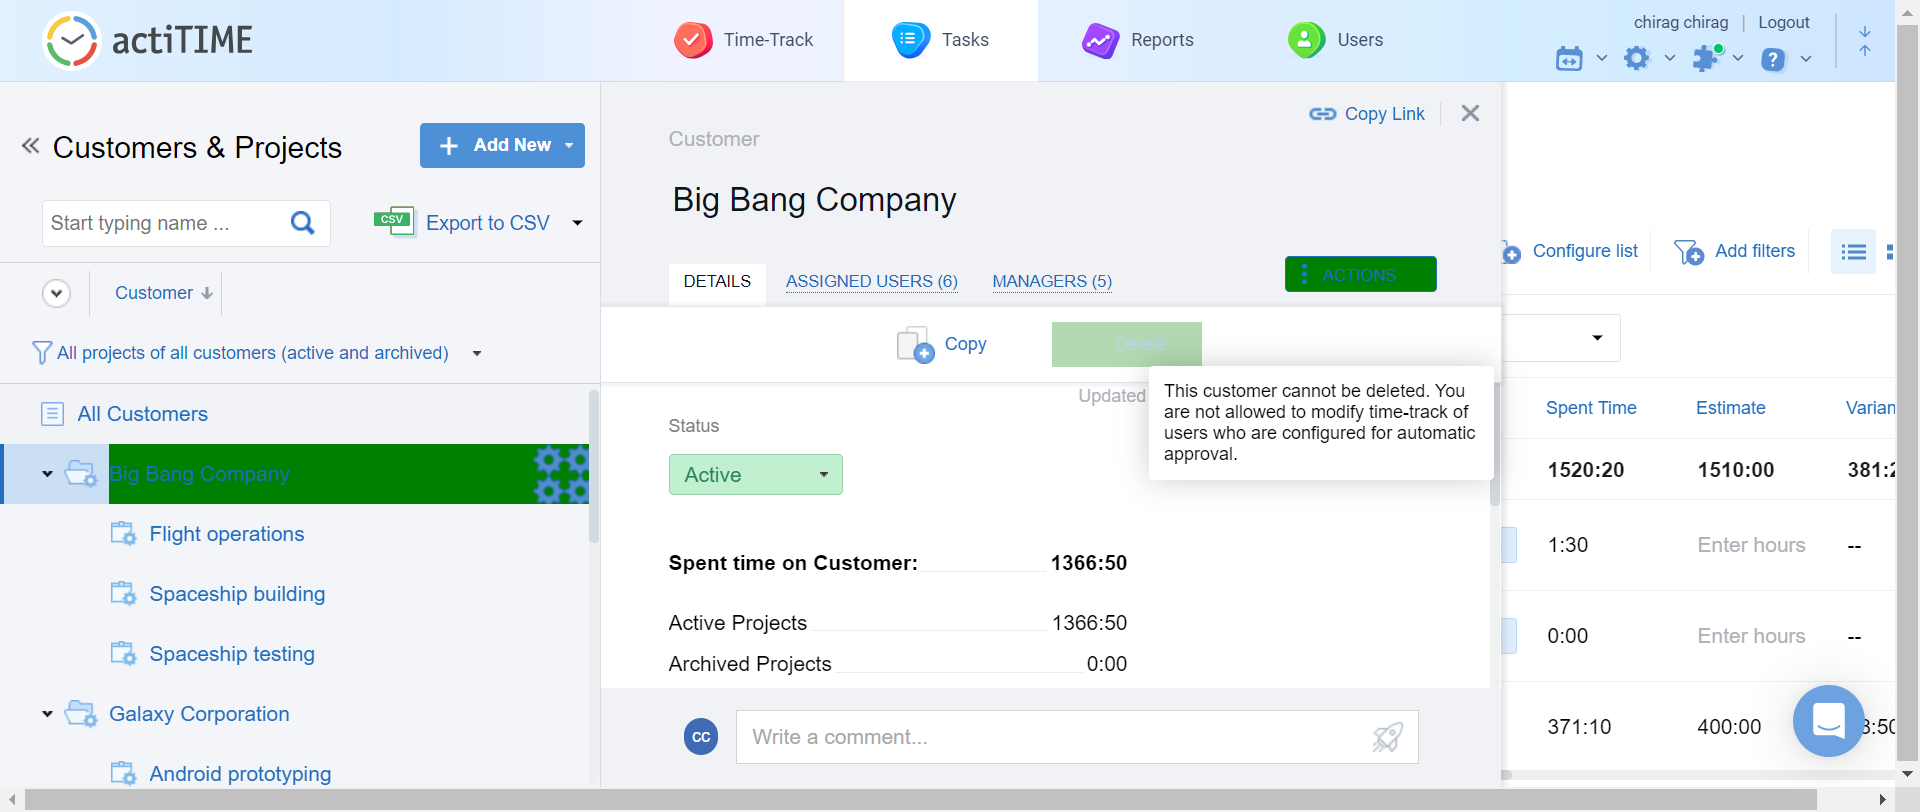 actiTIME
Time-Track
Tasks
Reports
Users
chirag chirag
Logout
?
Customers & Projects
Add New
Start typing name ...
CSV
Export to CSV
Customer
All projects of all customers (active and archived)
All Customers
Big Bang Company
Flight operations
Spaceship building
Spaceship testing
Galaxy Corporation
Android prototyping
Copy Link
Customer
Big Bang Company
DETAILS
ASSIGNED USERS (6)
MANAGERS (5)
ACTIONS
Copy
Delete
Updated
This customer cannot be deleted. You
are not allowed to modify time-track of
users who are configured for automatic
approval.
Status
Active
Spent time on Customer: 1366:50
Active Projects 1366:50
Archived Projects 0:00
CC
Write a comment...
Configure list
Add filters
Spent Time Estimate Varian
1520:20 1510:00 381:2
1:30 Enter hours --
0:00 Enter hours --
371:10 400:00 3:50